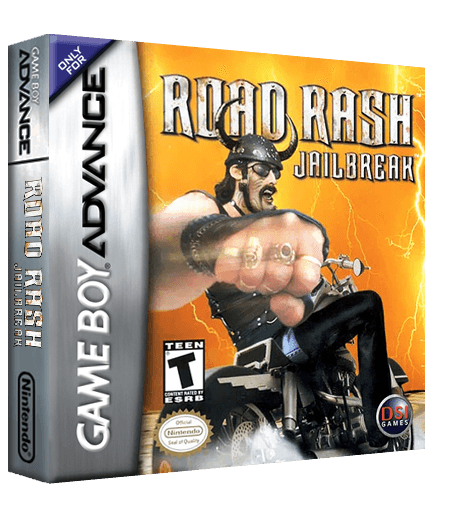 GAME BOY
ADVANCE
ROAD RASH
JAILBREAK
Nintendo®
ONLY
FOR
GAME BOY ADVANCE
ROAD RASH
JAILBREAK
TEEN
T
CONTENT RATED BY
ESRB
Official
Nintendo
Seal of Quality
DSI
GAMES